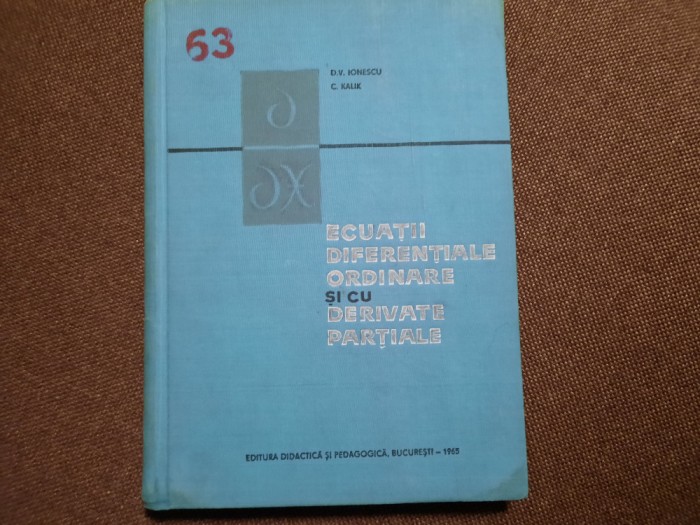 63
D.V. IONESCU
C. KALIK
∂
∂X
ECUAȚII
DIFERENȚIALE
ORDINARE
ȘI CU
DERIVATE
PARȚIALE
EDITURA DIDACTICĂ ȘI PEDAGOGICĂ, BUCUREȘTI – 1965